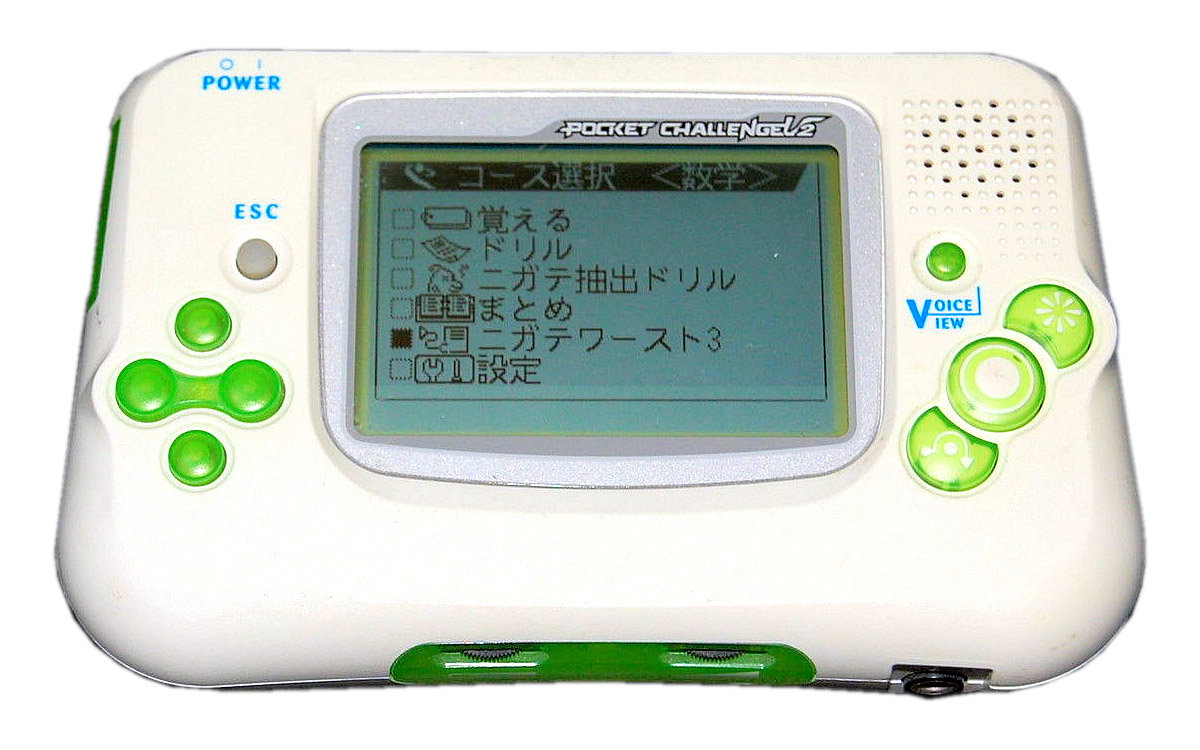 POWER
POCKET CHALLENGE V2
コース選択 <数学>
ESC
覚える
ドリル
ニガテ抽出ドリル
まとめ
ニガテワースト3
設定
VOICE
VIEW